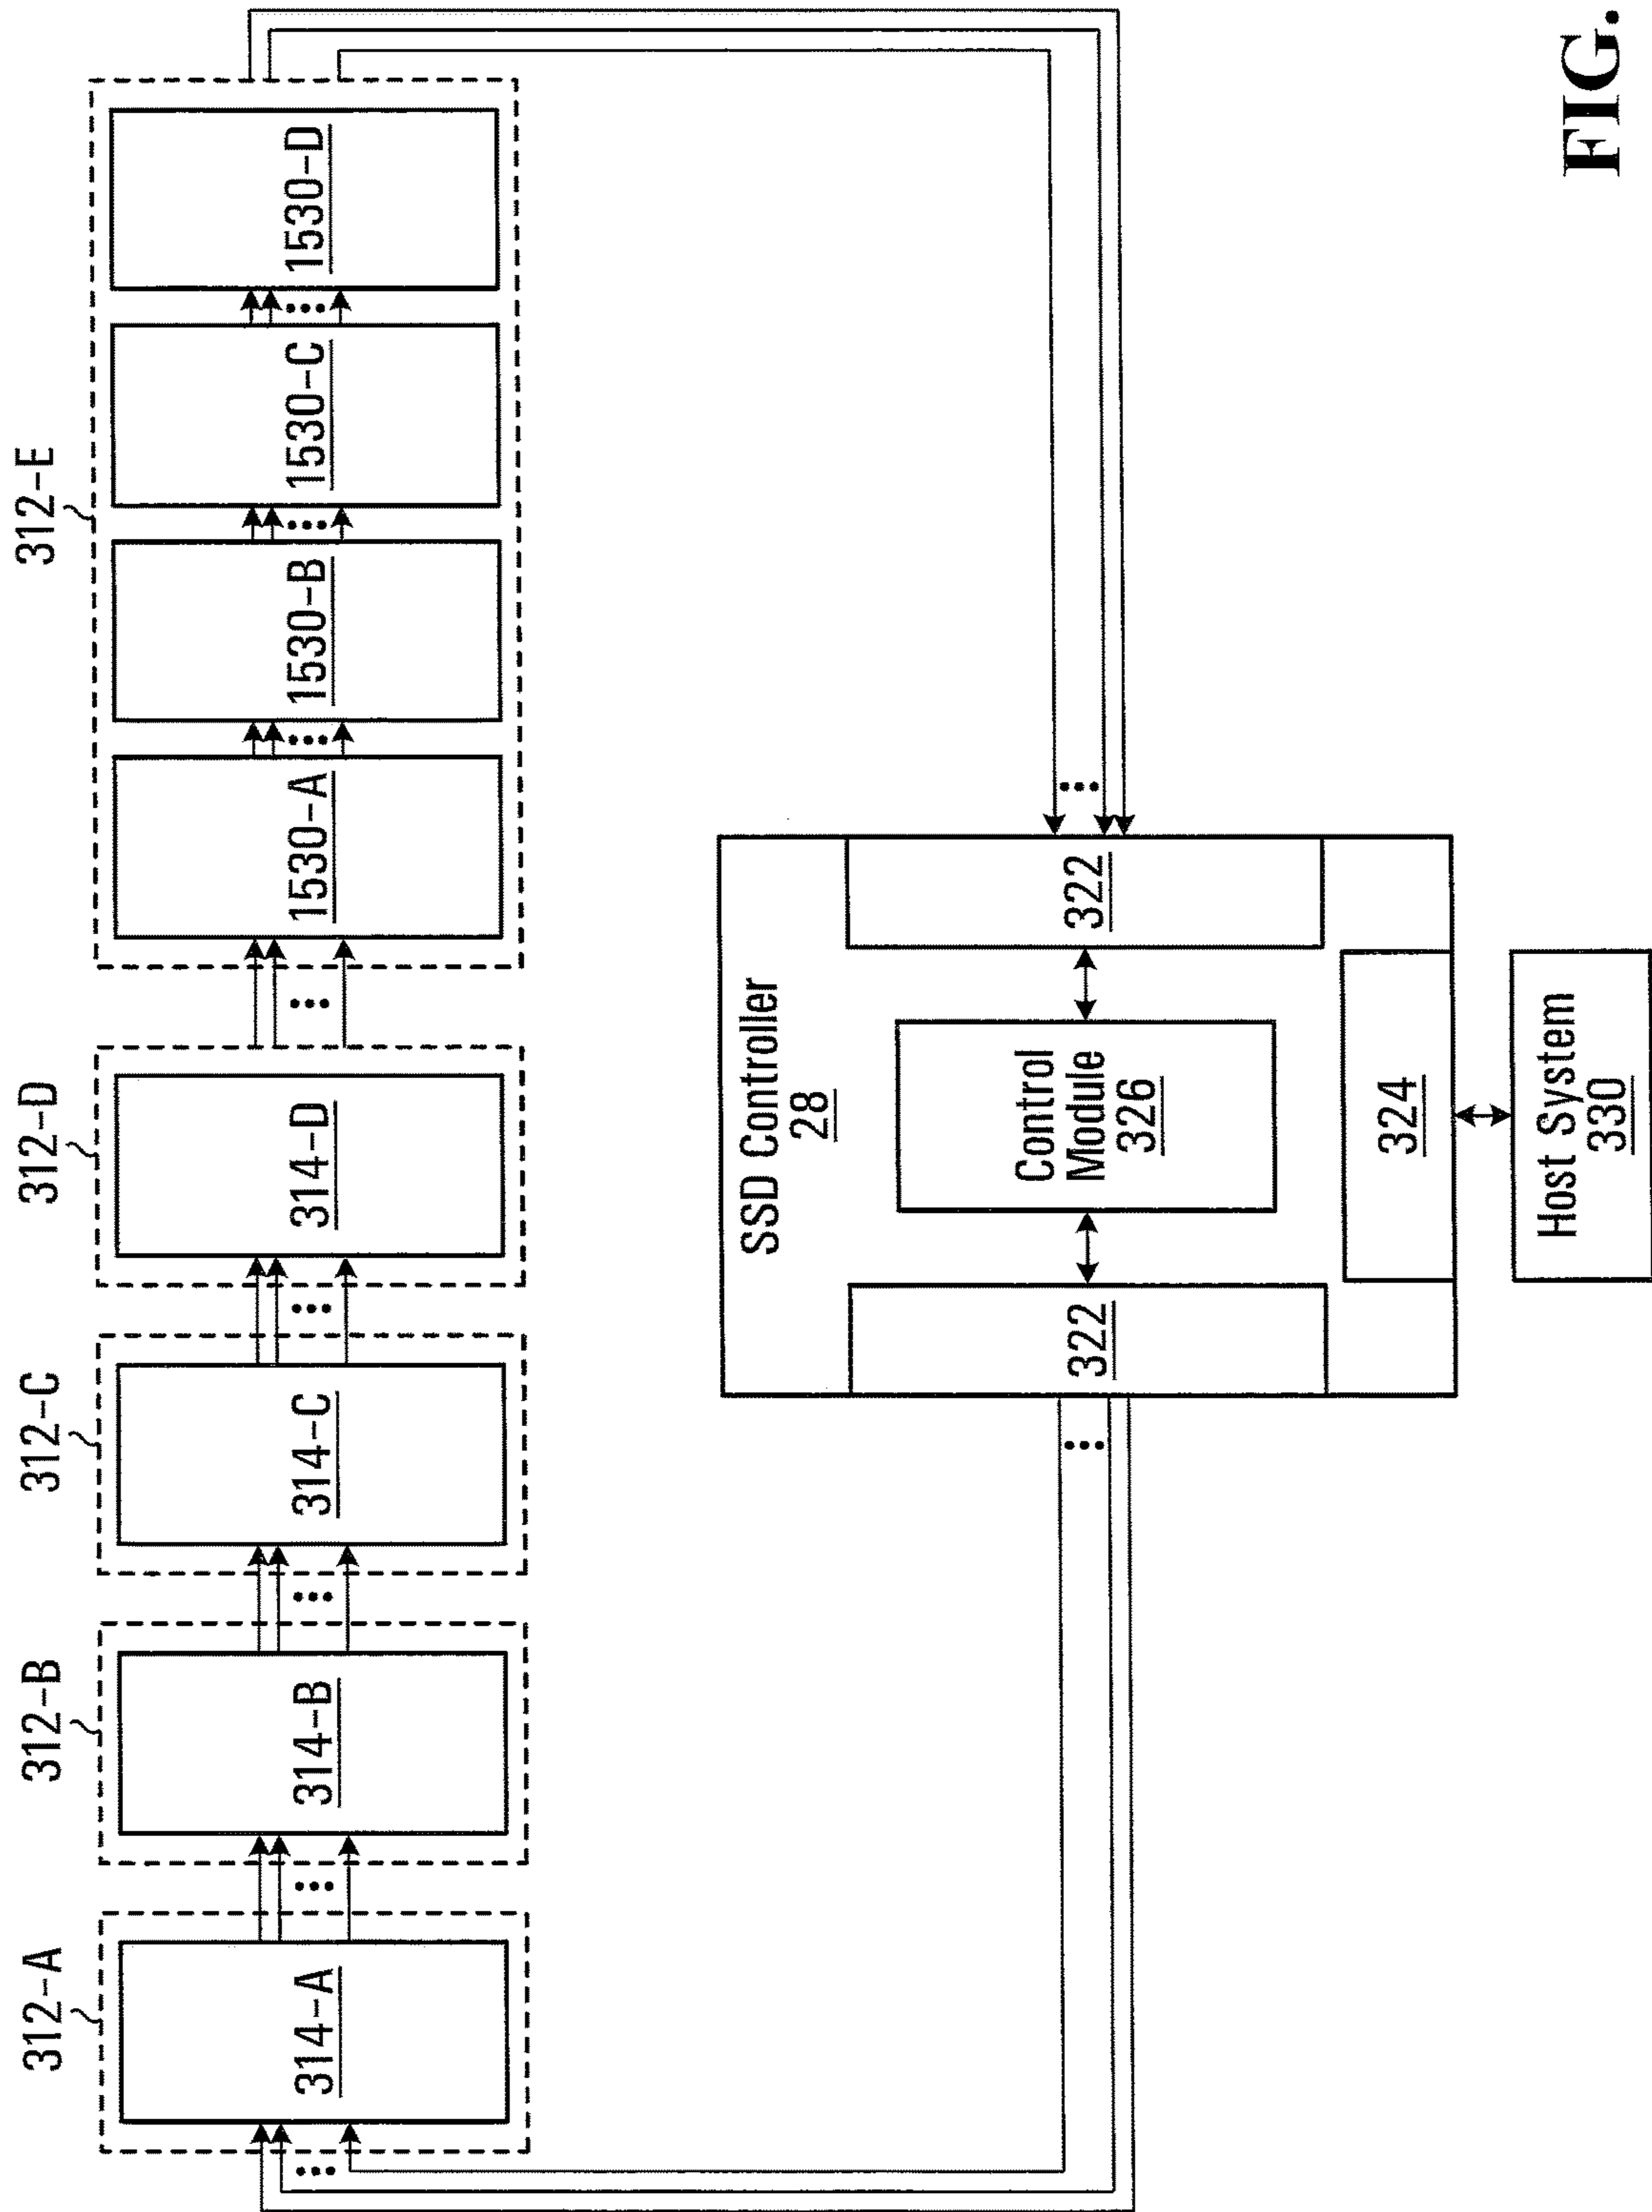 312-A
312-B
312-C
312-D
312-E
314-A
314-B
314-C
314-D
1530-A
1530-B
1530-C
1530-D
SSD Controller
28
322
Control
Module
326
322
324
Host System
330
FIG.